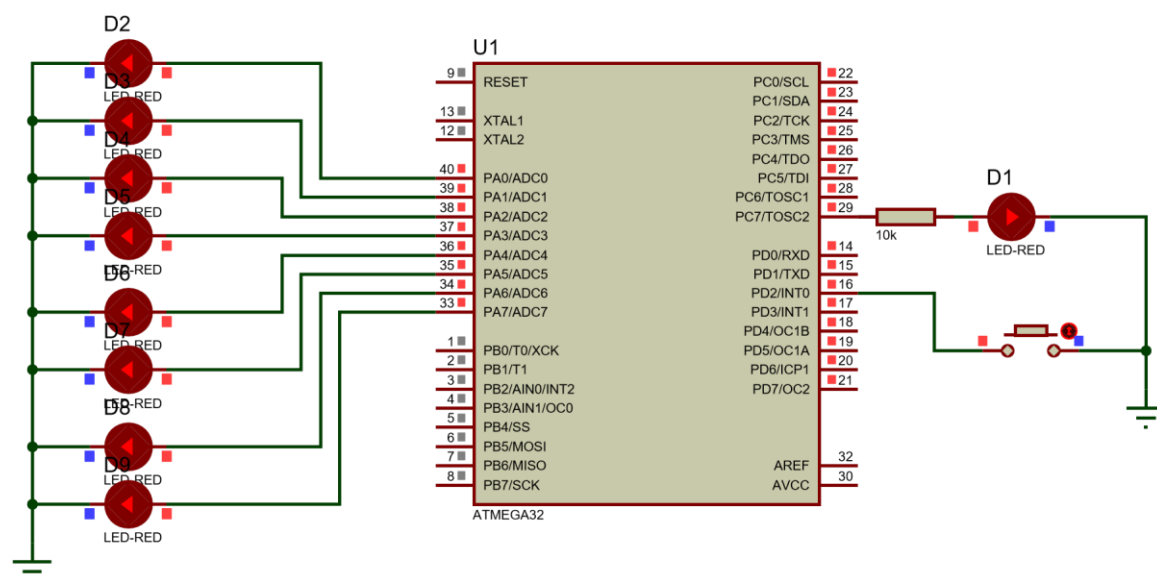 D2
D3
LED-RED
D4
LED-RED
D5
LED-RED
LED-RED
D6
LED-RED
D7
LED-RED
D8
LED-RED
D9
LED-RED
U1
9 RESET
13 XTAL1
12 XTAL2
40 PA0/ADC0
39 PA1/ADC1
38 PA2/ADC2
37 PA3/ADC3
36 PA4/ADC4
35 PA5/ADC5
34 PA6/ADC6
33 PA7/ADC7
1 PB0/T0/XCK
2 PB1/T1
3 PB2/AIN0/INT2
4 PB3/AIN1/OC0
5 PB4/SS
6 PB5/MOSI
7 PB6/MISO
8 PB7/SCK
PC0/SCL 22
PC1/SDA 23
PC2/TCK 24
PC3/TMS 25
PC4/TDO 26
PC5/TDI 27
PC6/TOSC1 28
PC7/TOSC2 29
PD0/RXD 14
PD1/TXD 15
PD2/INT0 16
PD3/INT1 17
PD4/OC1B 18
PD5/OC1A 19
PD6/ICP1 20
PD7/OC2 21
AREF 32
AVCC 30
ATMEGA32
10k
D1
LED-RED